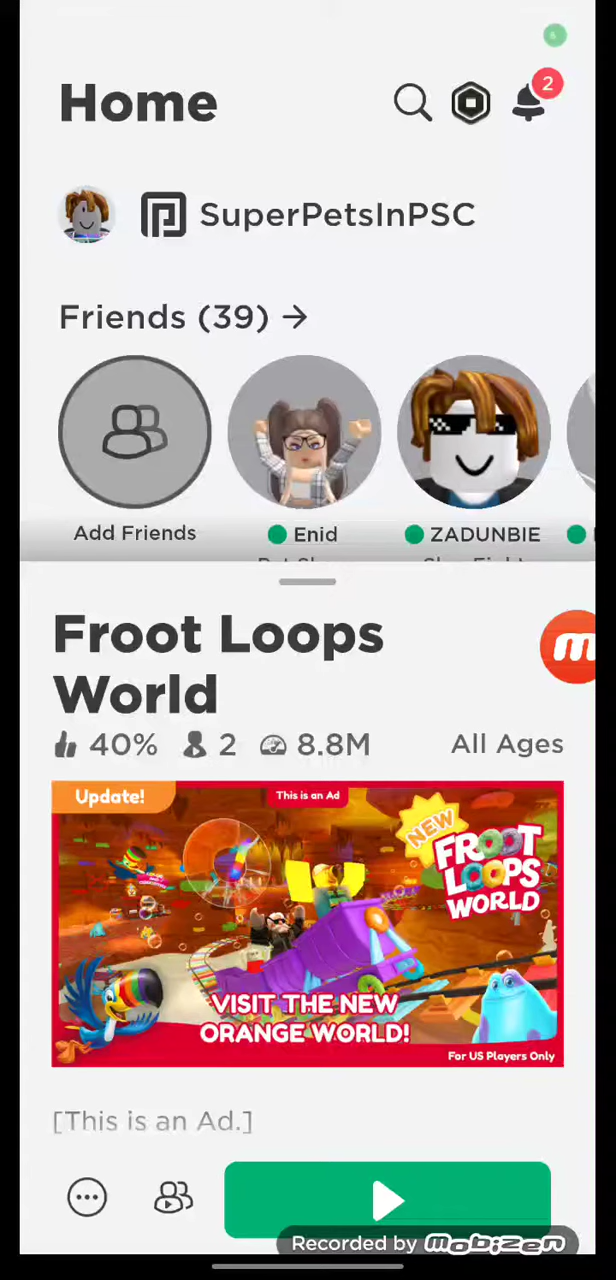 Home
2
SuperPetsInPSC
Friends (39) →
Add Friends
Enid
ZADUNBIE
Froot Loops
World
40%
2
8.8M
All Ages
Update!
This is an Ad
NEW
FROOT
LOOPS
WORLD
VISIT THE NEW
ORANGE WORLD!
For US Players Only
[This is an Ad.]
Recorded by mobizen